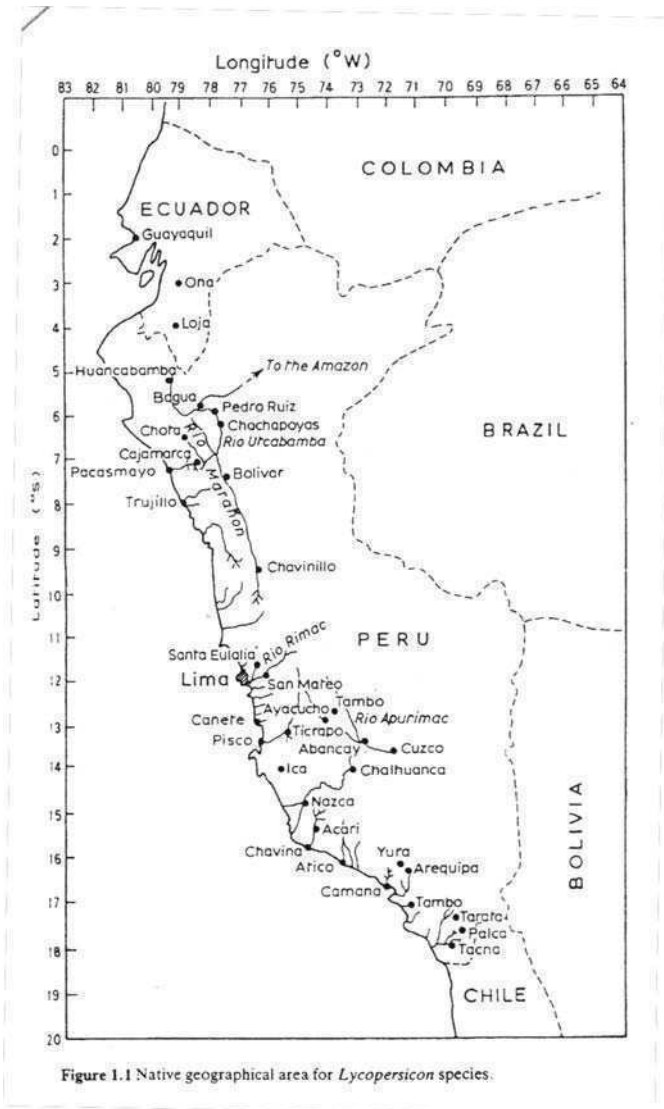 Longitude (°W)
83 82 81 80 79 78 77 76 75 74 73 72 71 70 69 68 67 66 65 64
0
COLOMBIA
1
ECUADOR
2
Guayaquil
3
Ona
4
Loja
5
Huancabamba
To the Amazon
Bagua
6
Pedro Ruiz
Chachapoyas
Chota
Rio Utcabamba
BRAZIL
7
Cajamarca
Rio Marañon
Pacasmayo
Bolivar
8
Trujillo
Latitude (°S)
9
Chavinillo
10
11
PERU
Santa Eulalia
Rio Rimac
12
Lima
San Mateo
Tambo
Ayacucho
Rio Apurimac
13
Canete
Ticrapo
Pisco
Abancay
Cuzco
14
Ica
Chalhuanca
15
Nazca
Acari
16
Chavina
Yura
Atico
Arequipa
BOLIVIA
17
Camana
Tambo
Tarata
Palca
18
Tacna
19
CHILE
20
Figure 1.1 Native geographical area for Lycopersicon species.